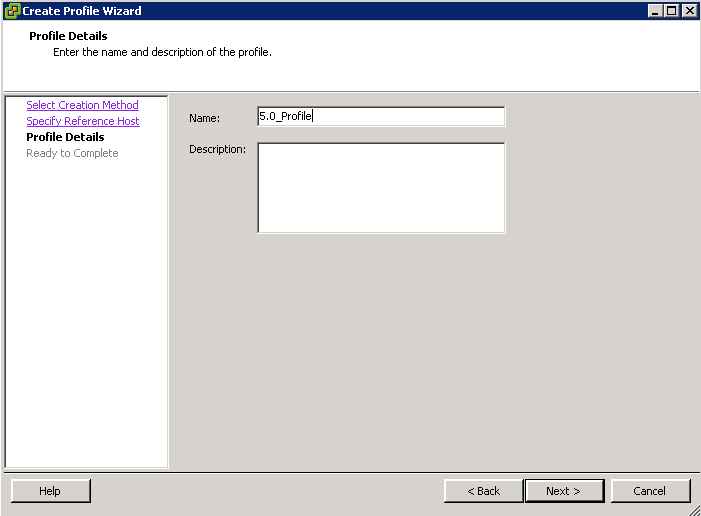 Create Profile Wizard
Profile Details
Enter the name and description of the profile.
Select Creation Method
Specify Reference Host
Profile Details
Ready to Complete
Name:
5.0_Profile
Description:
Help
< Back
Next >
Cancel